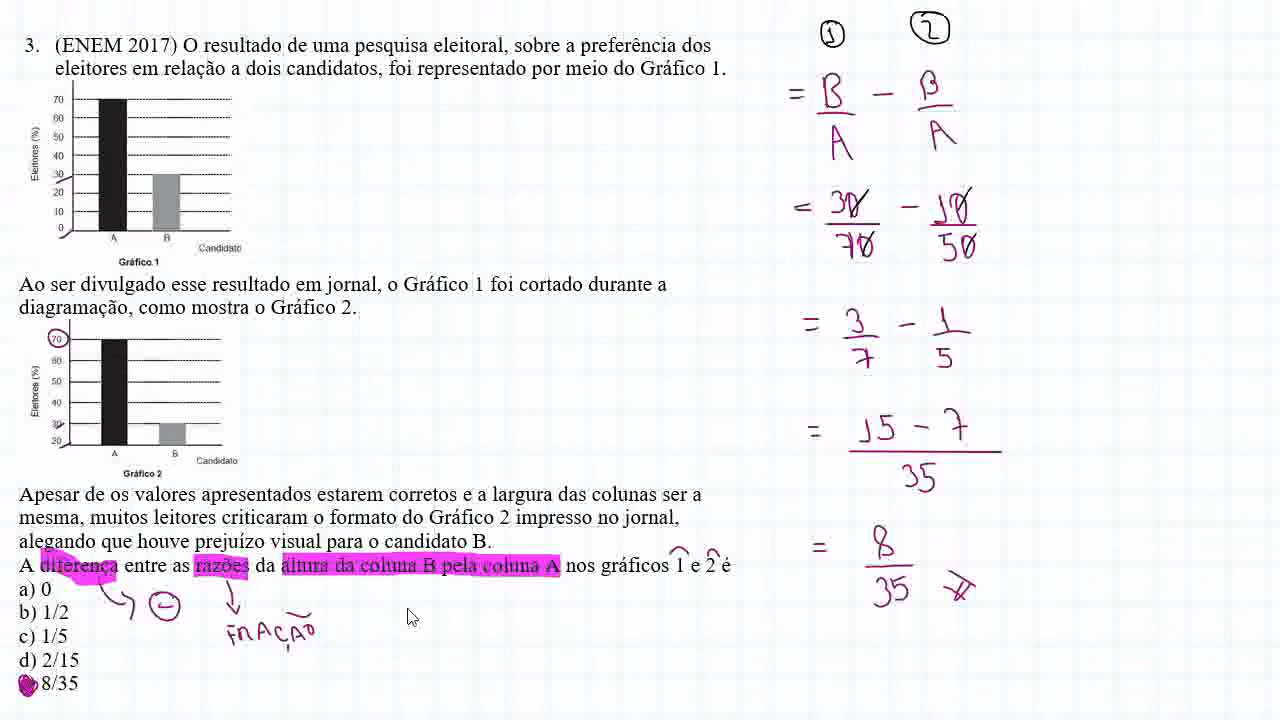 3. (ENEM 2017) O resultado de uma pesquisa eleitoral, sobre a preferência dos
eleitores em relação a dois candidatos, foi representado por meio do Gráfico 1.
Eleitores (%)
70
60
50
40
30
20
10
0
A B
Candidato
Gráfico 1
Ao ser divulgado esse resultado em jornal, o Gráfico 1 foi cortado durante a
diagramação, como mostra o Gráfico 2.
Eleitores (%)
70
60
50
40
30
20
A B
Candidato
Gráfico 2
Apesar de os valores apresentados estarem corretos e a largura das colunas ser a
mesma, muitos leitores criticaram o formato do Gráfico 2 impresso no jornal,
alegando que houve prejuízo visual para o candidato B.
A diferença entre as razões da altura da coluna B pela coluna A nos gráficos 1 e 2 é
a) 0
b) 1/2
c) 1/5
d) 2/15
8/35
−
FRAÇÃO
1 2
= B/A − B/A
= 30/70 − 10/50
= 3/7 − 1/5
= 15 − 7
35
= 8/35